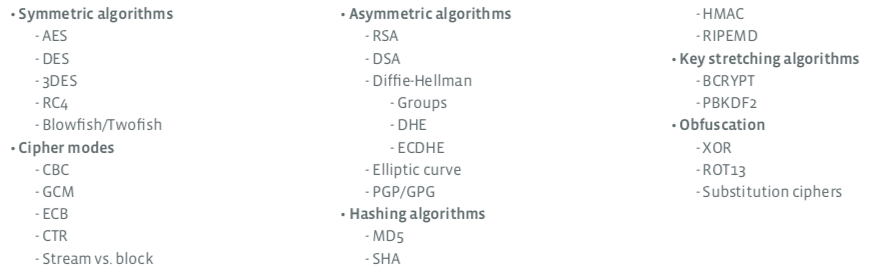 • Symmetric algorithms
- AES
- DES
- 3DES
- RC4
- Blowfish/Twofish
• Cipher modes
- CBC
- GCM
- ECB
- CTR
- Stream vs. block
• Asymmetric algorithms
- RSA
- DSA
- Diffie-Hellman
- Groups
- DHE
- ECDHE
- Elliptic curve
- PGP/GPG
• Hashing algorithms
- MD5
- SHA
- HMAC
- RIPEMD
• Key stretching algorithms
- BCRYPT
- PBKDF2
• Obfuscation
- XOR
- ROT13
- Substitution ciphers